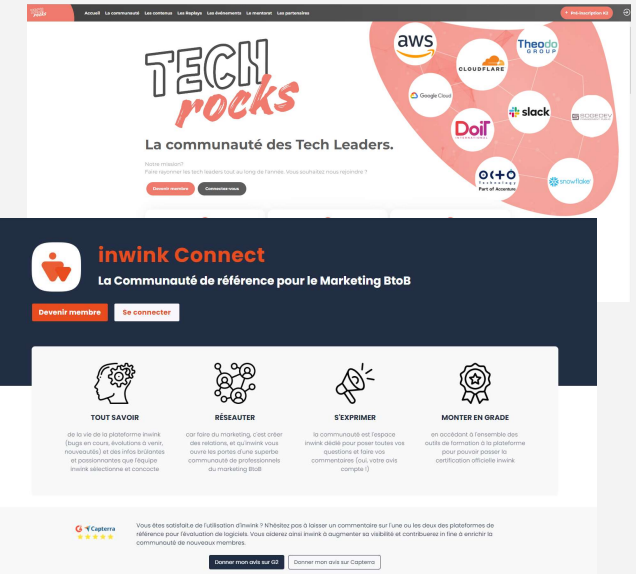 TECH
rocks
Accueil La communauté Les contenus Les Replays Les évènements Le mentorat Les partenaires
TECH
rocks
La communauté des Tech Leaders.
Notre mission?
Faire rayonner les tech leaders tout au long de l'année. Vous souhaitez nous rejoindre ?
Devenir membre Connectez-vous
aws
CLOUDFLARE
Theodo
GROUP
Google Cloud
slack
DoiT
INTERNATIONAL
OCTO
Technology
Part of Accenture
snowflake
inwink Connect
La Communauté de référence pour le Marketing BtoB
Devenir membre Se connecter
TOUT SAVOIR
de la vie de la plateforme inwink
(bugs en cours, évolutions à venir,
nouveautés) et des infos brûlantes
et passionnantes que l'équipe
inwink sélectionne et concocte
RÉSEAUTER
car faire du marketing, c'est créer
des relations, et qu'inwink vous
ouvre les portes d'une superbe
communauté de professionnels
du marketing BtoB
S'EXPRIMER
la communauté est l'espace
inwink dédié pour poser toutes vos
questions et faire vos
commentaires (oui, votre avis
compte !)
MONTER EN GRADE
en accédant à l'ensemble des
outils de formation à la plateforme
pour pouvoir passer la
certification officielle inwink
Capterra
Vous êtes satisfait.e de l'utilisation d'inwink ? N'hésitez pas à laisser un commentaire sur l'une ou les deux des plateformes de
référence pour l'évaluation de logiciels. Vous aiderez ainsi inwink à augmenter sa visibilité et contribuerez in fine à enrichir la
communauté de nouveaux membres.
Donner mon avis sur G2 Donner mon avis sur Capterra